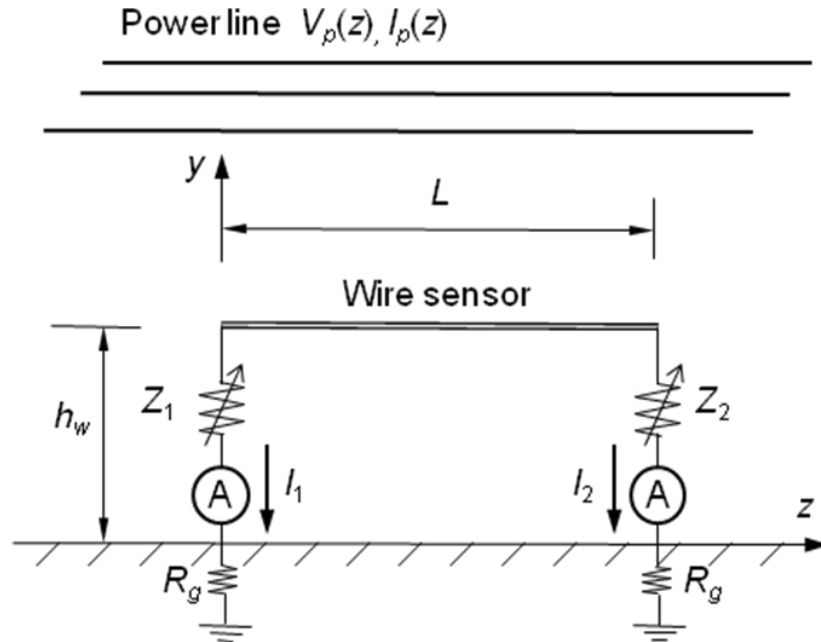 Power line V_p(z), I_p(z)
y
L
Wire sensor
h_w
Z_1
Z_2
A
I_1
I_2
A
z
R_g
R_g